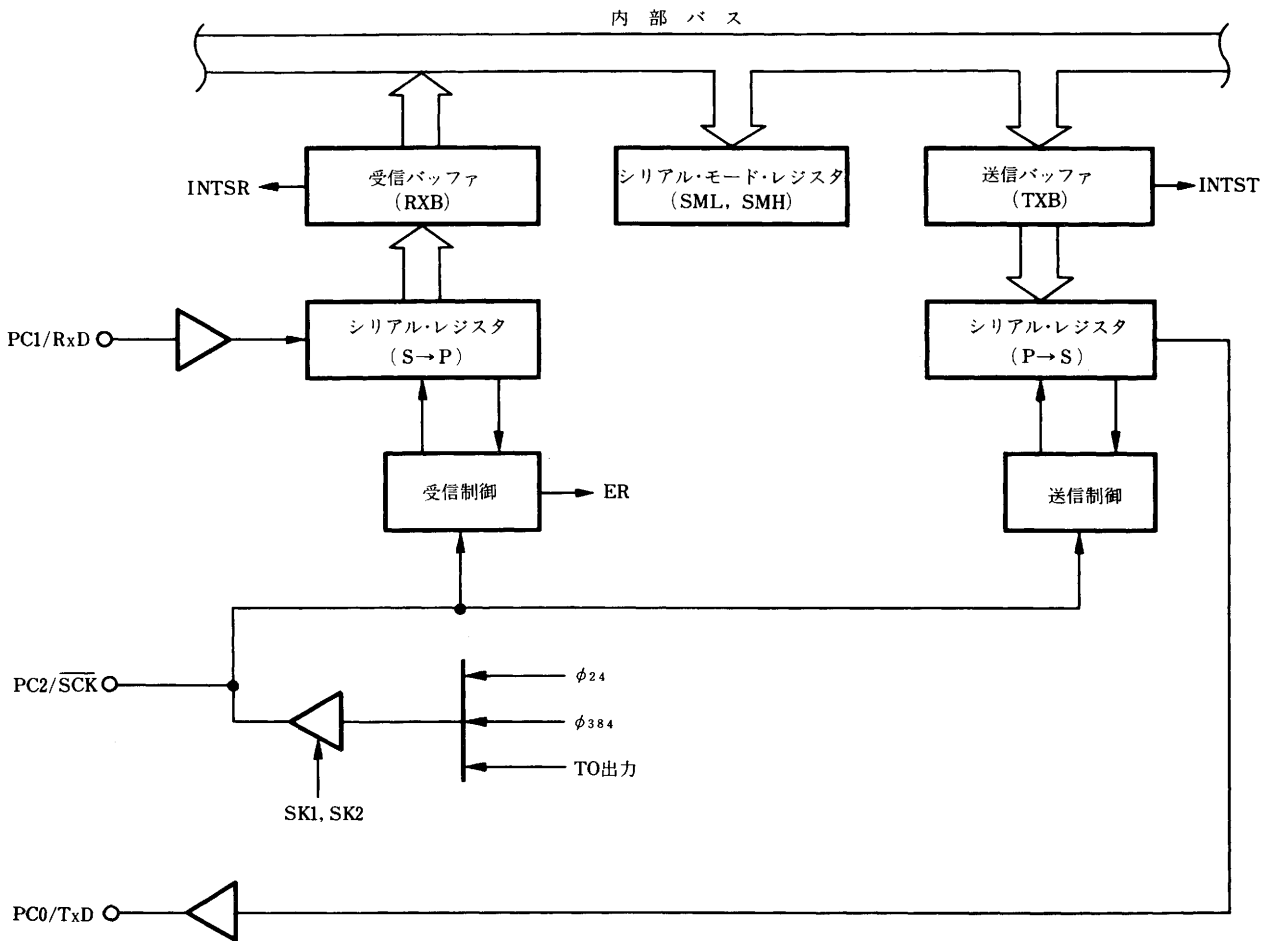 内部バス
受信バッファ
(RXB)
INTSR
シリアル・モード・レジスタ
(SML, SMH)
送信バッファ
(TXB)
INTST
PC1/RxD
シリアル・レジスタ
(S→P)
シリアル・レジスタ
(P→S)
受信制御
ER
送信制御
PC2/S̅C̅K̅
φ24
φ384
TO出力
SK1, SK2
PC0/TxD